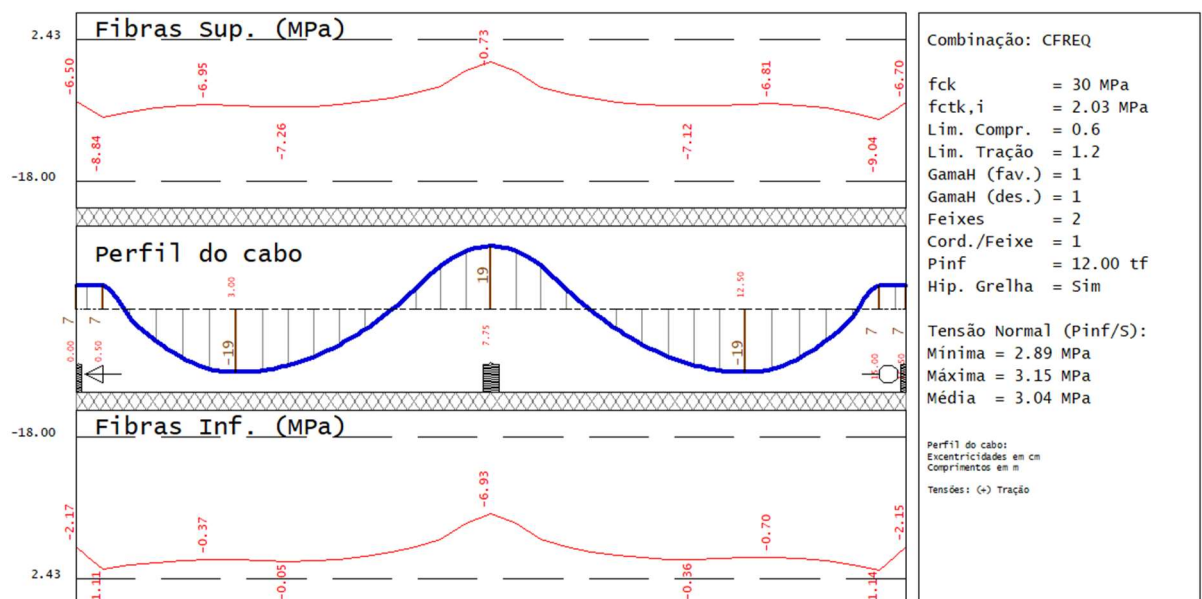 Fibras Sup. (MPa)
2.43
-18.00
-6.50
-8.84
-6.95
-7.26
-0.73
-7.12
-6.81
-9.04
-6.70
Perfil do cabo
7
7
-19
19
-19
7
7
0.00
0.50
3.00
7.75
12.50
Fibras Inf. (MPa)
-18.00
2.43
-2.17
1.11
-0.37
-0.05
-6.93
-0.36
-0.70
1.14
-2.15
Combinação: CFREQ
fck = 30 MPa
fctk,i = 2.03 MPa
Lim. Compr. = 0.6
Lim. Tração = 1.2
GamaH (fav.) = 1
GamaH (des.) = 1
Feixes = 2
Cord./Feixe = 1
Pinf = 12.00 tf
Hip. Grelha = Sim
Tensão Normal (Pinf/S):
Mínima = 2.89 MPa
Máxima = 3.15 MPa
Média = 3.04 MPa
Perfil do cabo:
Excentricidades em cm
Comprimentos em m
Tensões: (+) Tração